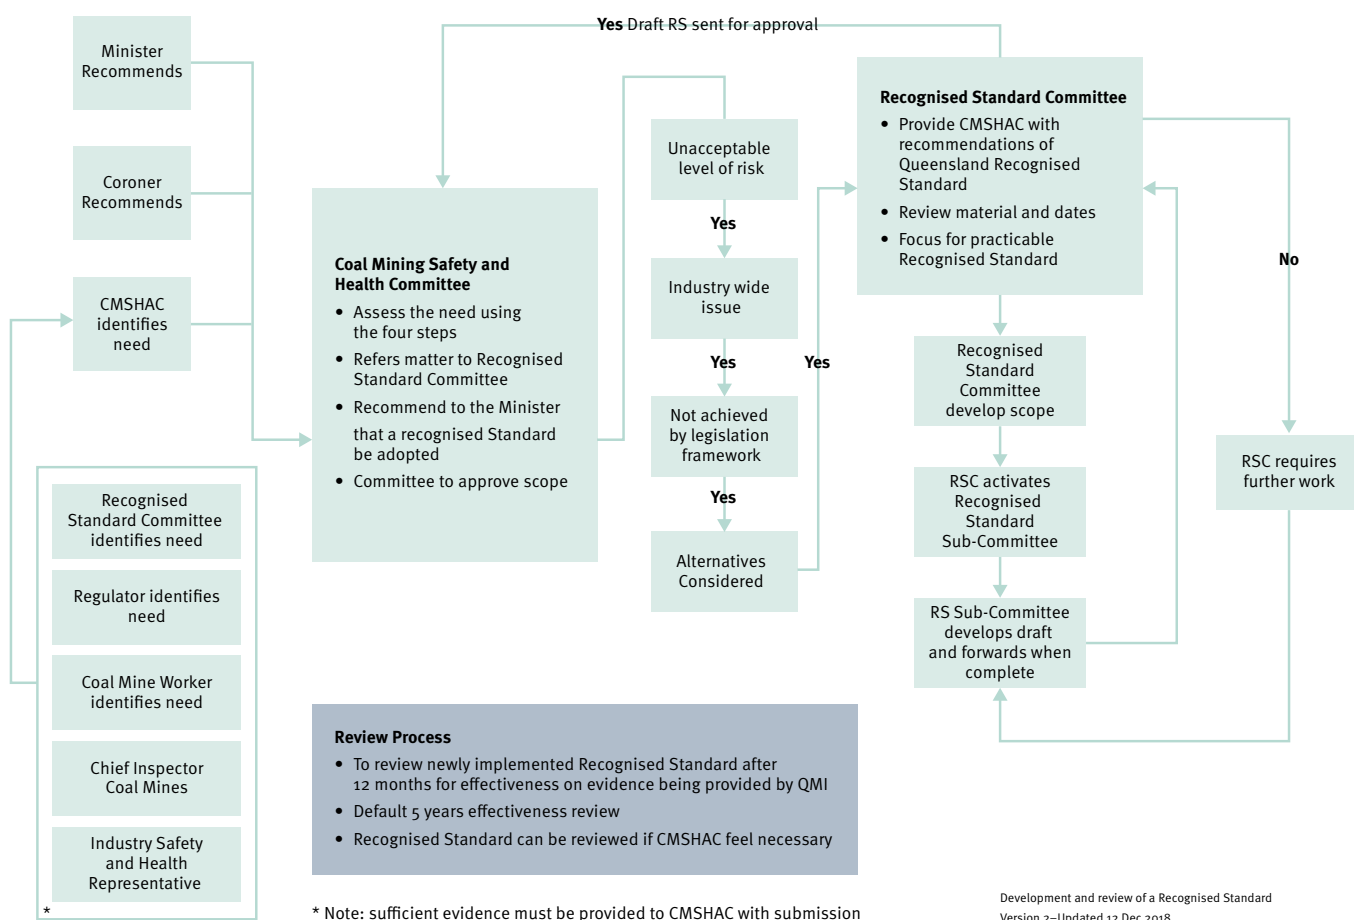 Yes Draft RS sent for approval
Minister
Recommends
Coroner
Recommends
CMSHAC
identifies
need
Recognised
Standard Committee
identifies need
Regulator identifies
need
Coal Mine Worker
identifies need
Chief Inspector
Coal Mines
Industry Safety
and Health
Representative
*
Coal Mining Safety and
Health Committee
• Assess the need using
the four steps
• Refers matter to Recognised
Standard Committee
• Recommend to the Minister
that a recognised Standard
be adopted
• Committee to approve scope
Unacceptable
level of risk
Yes
Industry wide
issue
Yes
Not achieved
by legislation
framework
Yes
Alternatives
Considered
Yes
Recognised Standard Committee
• Provide CMSHAC with
recommendations of
Queensland Recognised
Standard
• Review material and dates
• Focus for practicable
Recognised Standard
Recognised
Standard
Committee
develop scope
RSC activates
Recognised
Standard
Sub-Committee
RS Sub-Committee
develops draft
and forwards when
complete
No
RSC requires
further work
Review Process
• To review newly implemented Recognised Standard after
12 months for effectiveness on evidence being provided by QMI
• Default 5 years effectiveness review
• Recognised Standard can be reviewed if CMSHAC feel necessary
* Note: sufficient evidence must be provided to CMSHAC with submission
Development and review of a Recognised Standard
Version 2–Updated 12 Dec 2018